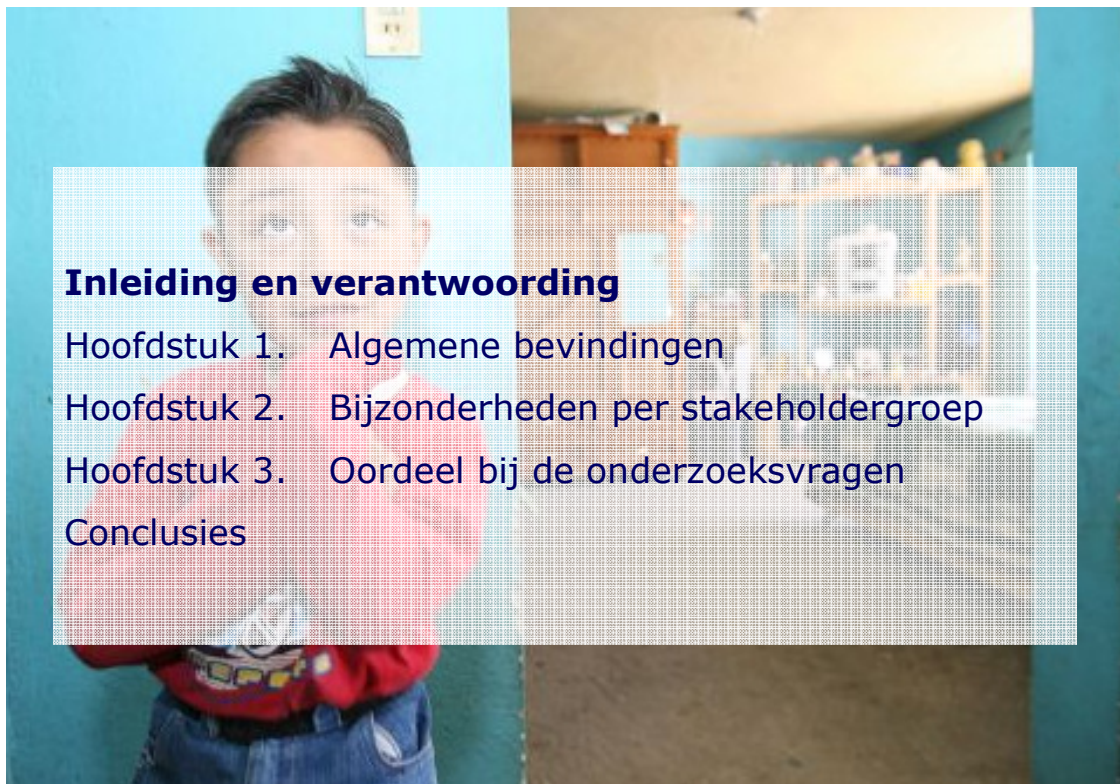 Inleiding en verantwoording
Hoofdstuk 1. Algemene bevindingen
Hoofdstuk 2. Bijzonderheden per stakeholdergroep
Hoofdstuk 3. Oordeel bij de onderzoeksvragen
Conclusies